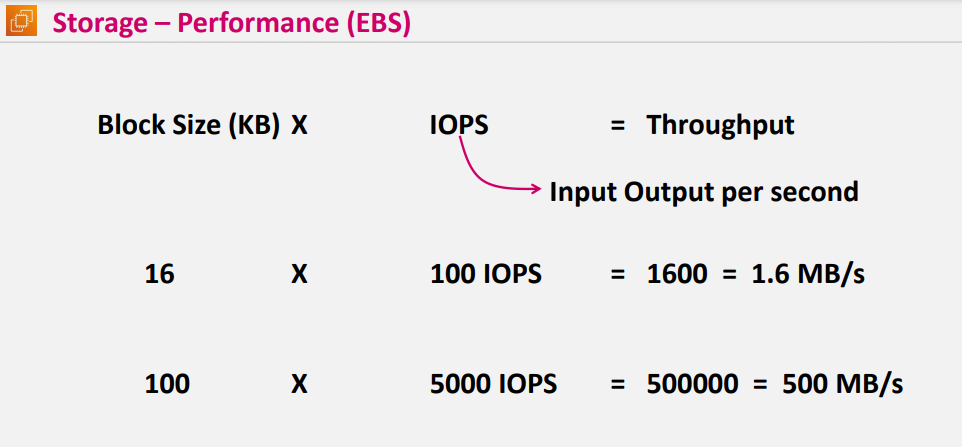 Storage – Performance (EBS)
Block Size (KB) X IOPS = Throughput
Input Output per second
16 X 100 IOPS = 1600 = 1.6 MB/s
100 X 5000 IOPS = 500000 = 500 MB/s